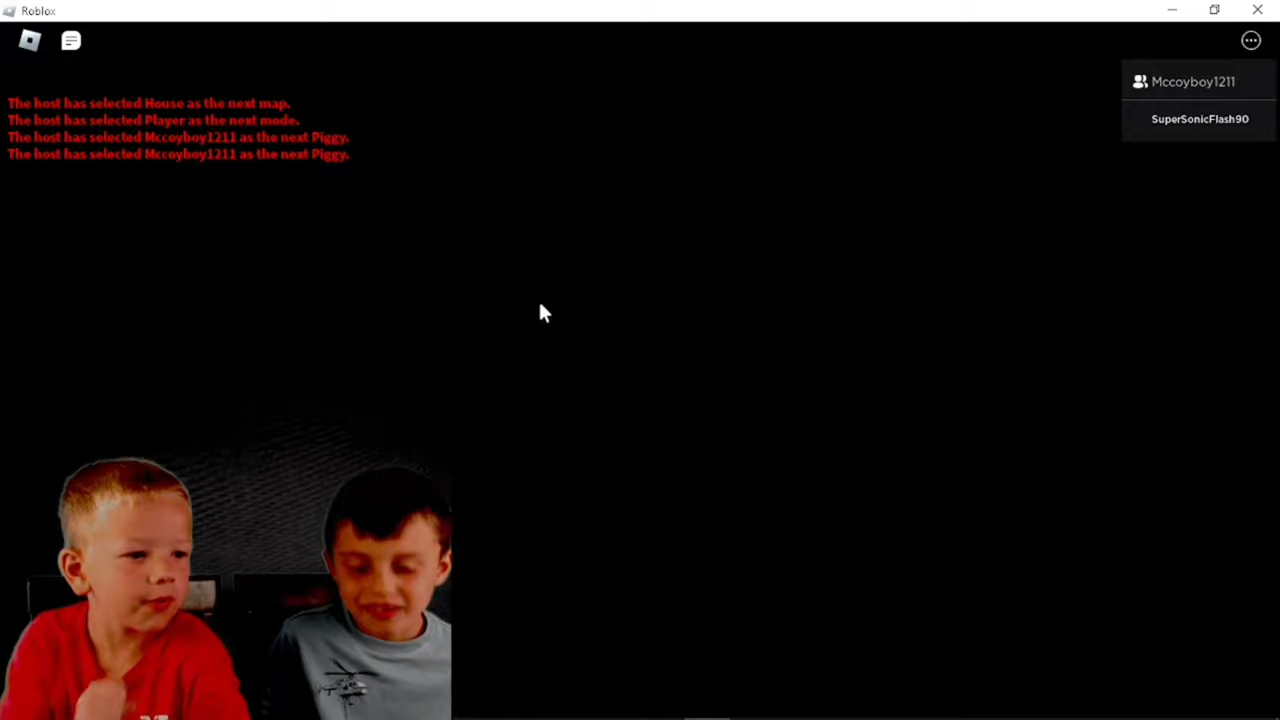 Roblox
Mccoyboy1211
SuperSonicFlash90
The host has selected House as the next map.
The host has selected Player as the next mode.
The host has selected Mccoyboy1211 as the next Piggy.
The host has selected Mccoyboy1211 as the next Piggy.